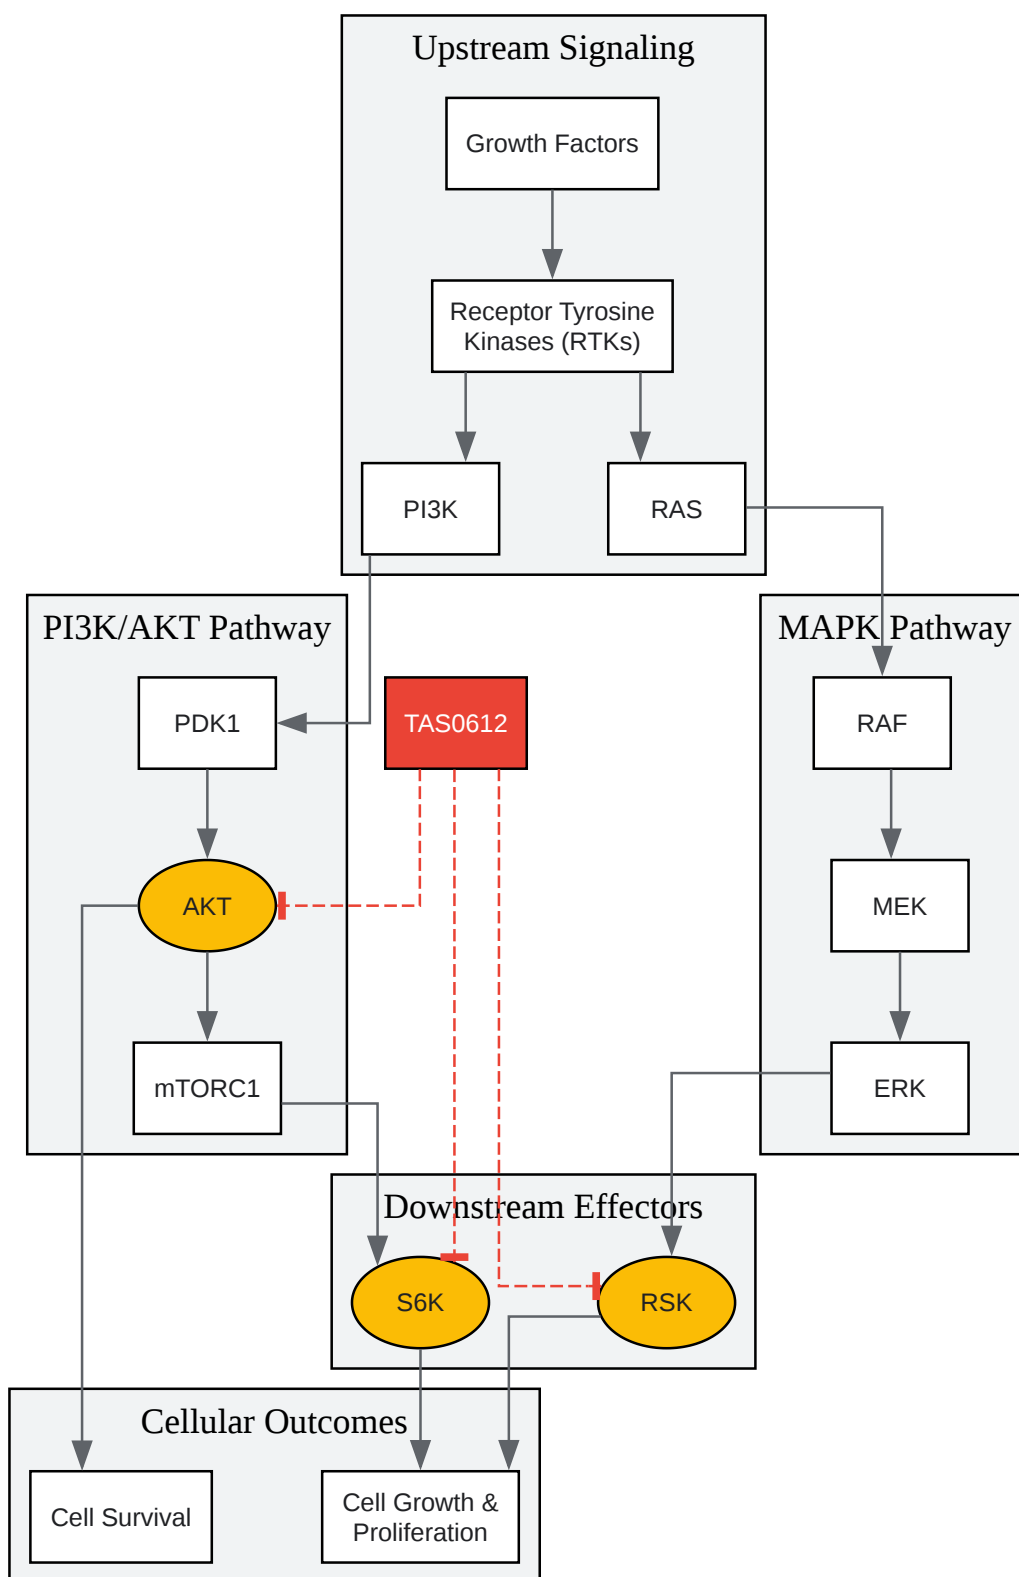 Upstream Signaling
Growth Factors
Receptor Tyrosine
Kinases (RTKs)
PI3K
RAS
PI3K/AKT Pathway
MAPK Pathway
PDK1
TAS0612
RAF
AKT
MEK
mTORC1
ERK
Downstream Effectors
S6K
RSK
Cellular Outcomes
Cell Survival
Cell Growth &
Proliferation